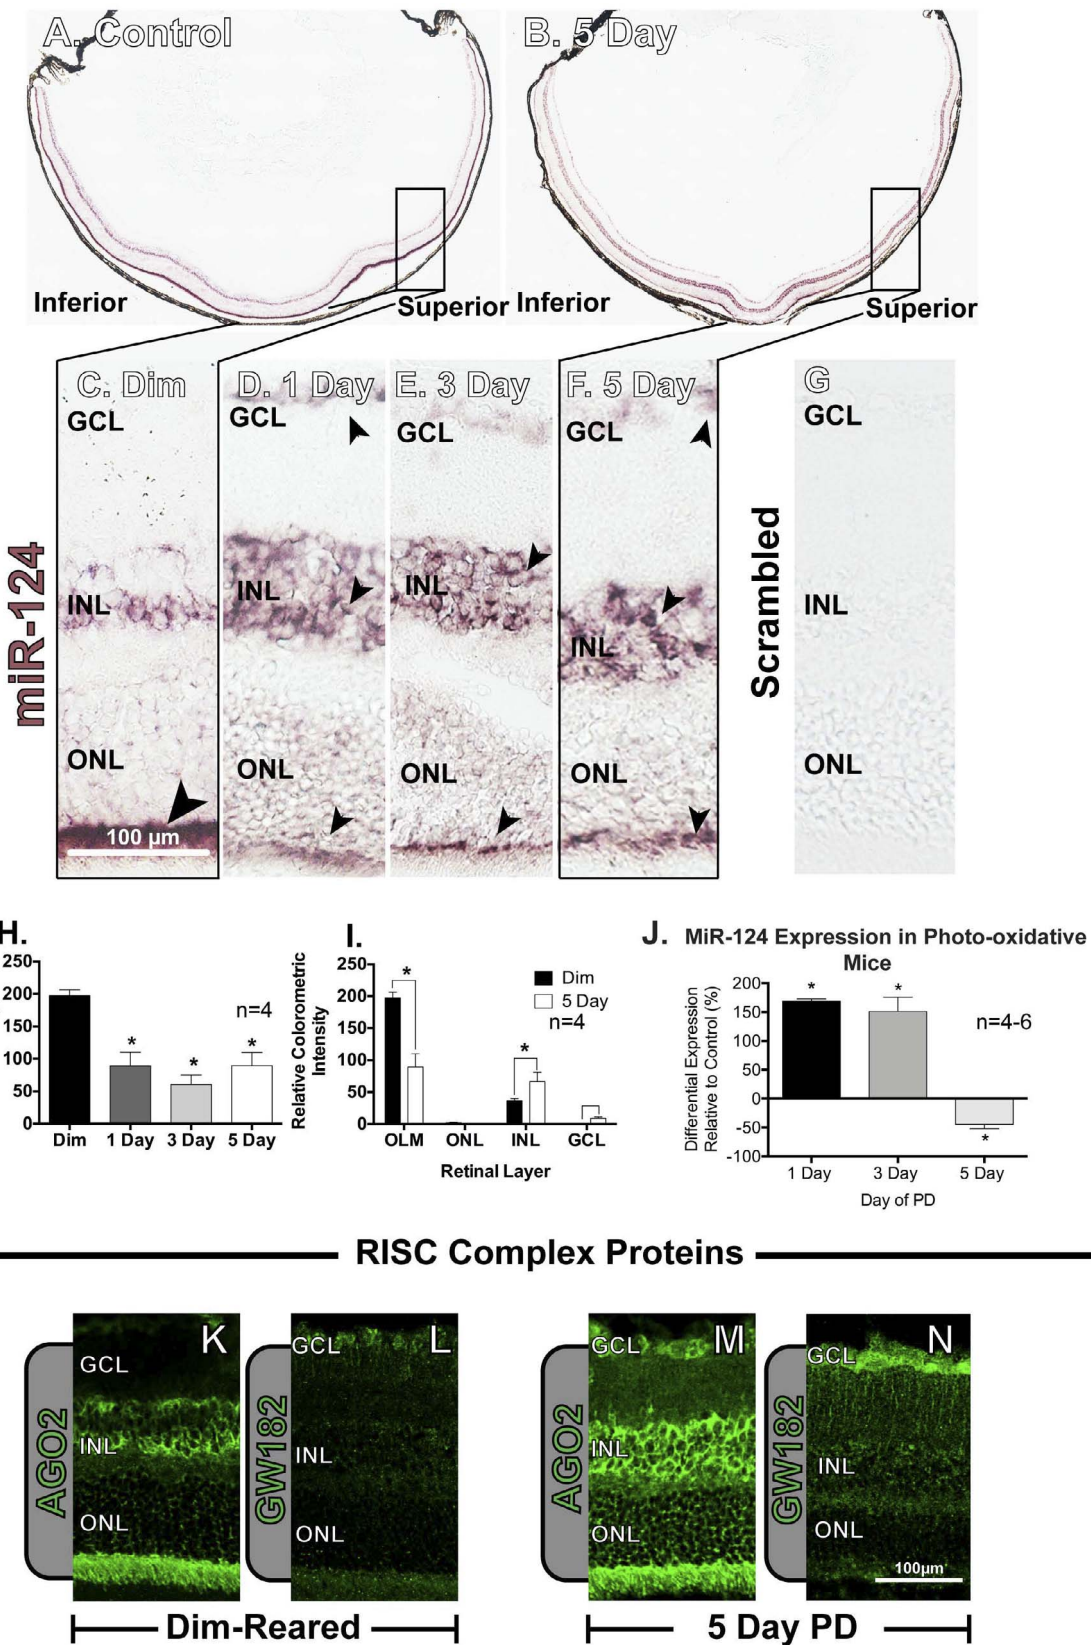 A. Control
B. 5 Day
Inferior
Superior
Inferior
Superior
miR-124
C. Dim
GCL
INL
ONL
100 µm
D. 1 Day
GCL
INL
ONL
E. 3 Day
GCL
INL
ONL
F. 5 Day
GCL
INL
ONL
Scrambled
G
GCL
INL
ONL
H.
250
200
150
100
50
0
n=4
*
*
*
Dim
1 Day
3 Day
5 Day
I.
Relative Colorometric
Intensity
250
200
150
100
50
0
*
*
Dim
5 Day
n=4
OLM
ONL
INL
GCL
Retinal Layer
J. MiR-124 Expression in Photo-oxidative
Mice
Differential Expression
Relative to Control (%)
200
150
100
50
0
-50
-100
*
*
*
n=4-6
1 Day
3 Day
5 Day
Day of PD
RISC Complex Proteins
AGO2
K
GCL
INL
ONL
GW182
L
GCL
INL
ONL
AGO2
M
GCL
INL
ONL
GW182
N
GCL
INL
ONL
100µm
Dim-Reared
5 Day PD